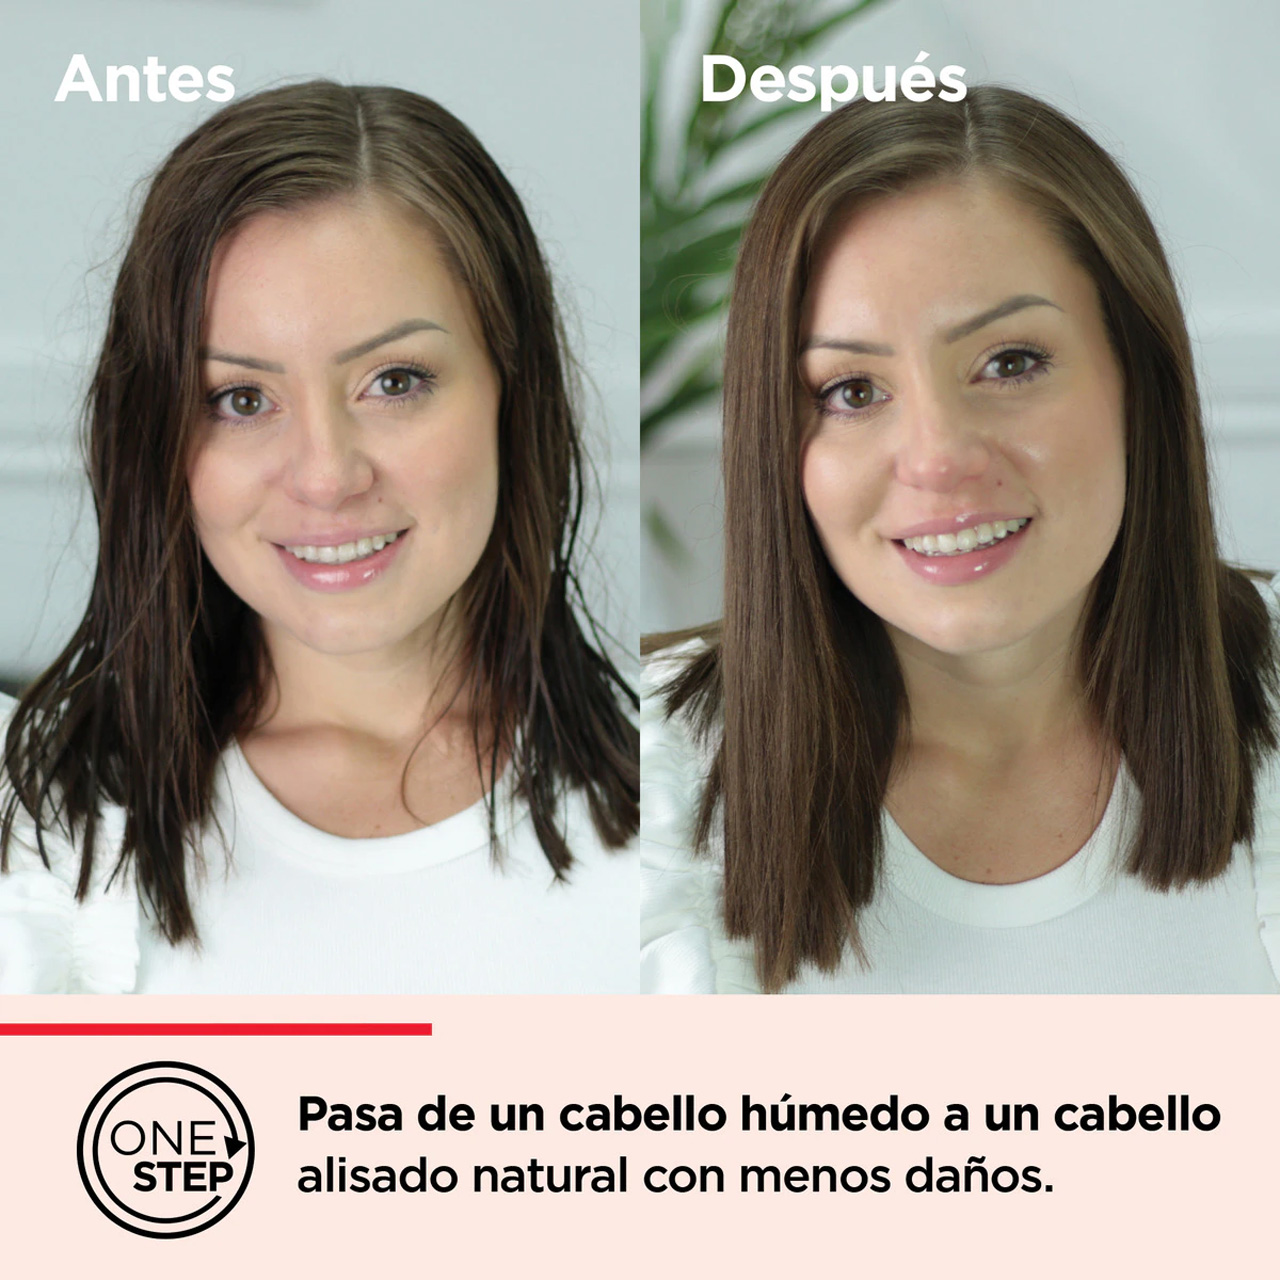 Antes
Después
ONE
STEP
Pasa de un cabello húmedo a un cabello
alisado natural con menos daños.